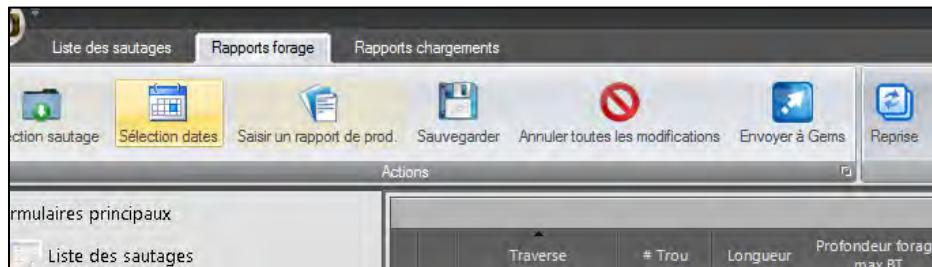 Liste des sautages Rapports forage Rapports chargements
ction sautage Sélection dates Saisir un rapport de prod. Sauvegarder Annuler toutes les modifications Envoyer à Gems Reprise
Actions
rmulaires principaux
Liste des sautages
Traverse # Trou Longueur Profondeur forag
max BT